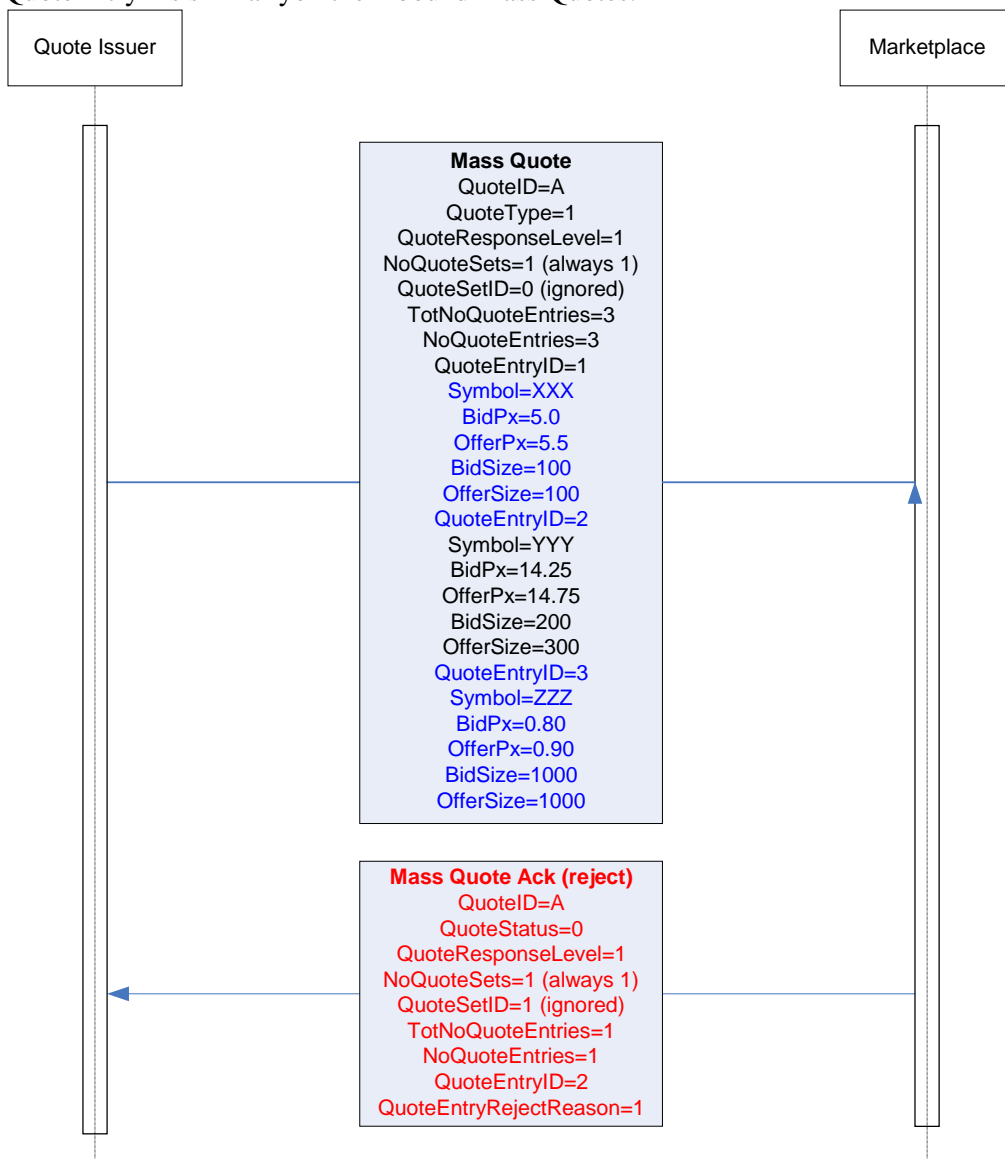 Quote Issuer
Marketplace
Mass Quote
QuoteID=A
QuoteType=1
QuoteResponseLevel=1
NoQuoteSets=1 (always 1)
QuoteSetID=0 (ignored)
TotNoQuoteEntries=3
NoQuoteEntries=3
QuoteEntryID=1
Symbol=XXX
BidPx=5.0
OfferPx=5.5
BidSize=100
OfferSize=100
QuoteEntryID=2
Symbol=YYY
BidPx=14.25
OfferPx=14.75
BidSize=200
OfferSize=300
QuoteEntryID=3
Symbol=ZZZ
BidPx=0.80
OfferPx=0.90
BidSize=1000
OfferSize=1000
Mass Quote Ack (reject)
QuoteID=A
QuoteStatus=0
QuoteResponseLevel=1
NoQuoteSets=1 (always 1)
QuoteSetID=1 (ignored)
TotNoQuoteEntries=1
NoQuoteEntries=1
QuoteEntryID=2
QuoteEntryRejectReason=1